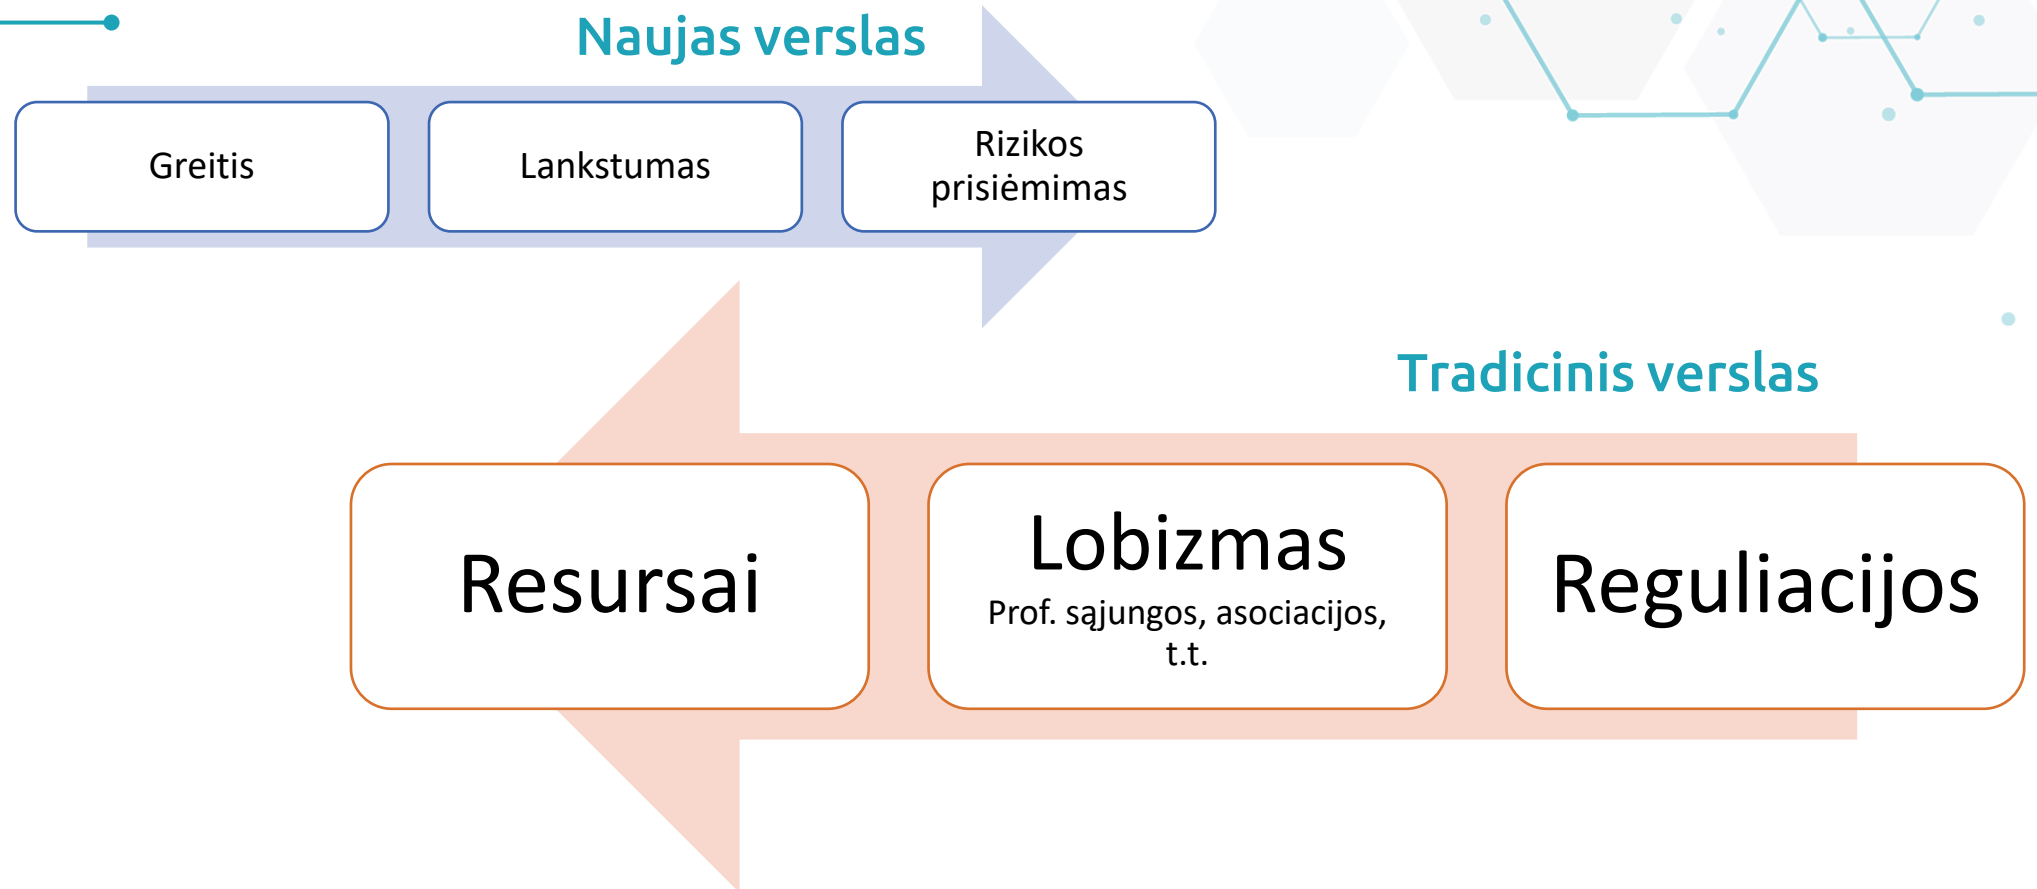 Naujas verslas
Greitis
Lankstumas
Rizikos
prisiėmimas
Tradicinis verslas
Resursai
Lobizmas
Prof. sąjungos, asociacijos,
t.t.
Reguliacijos